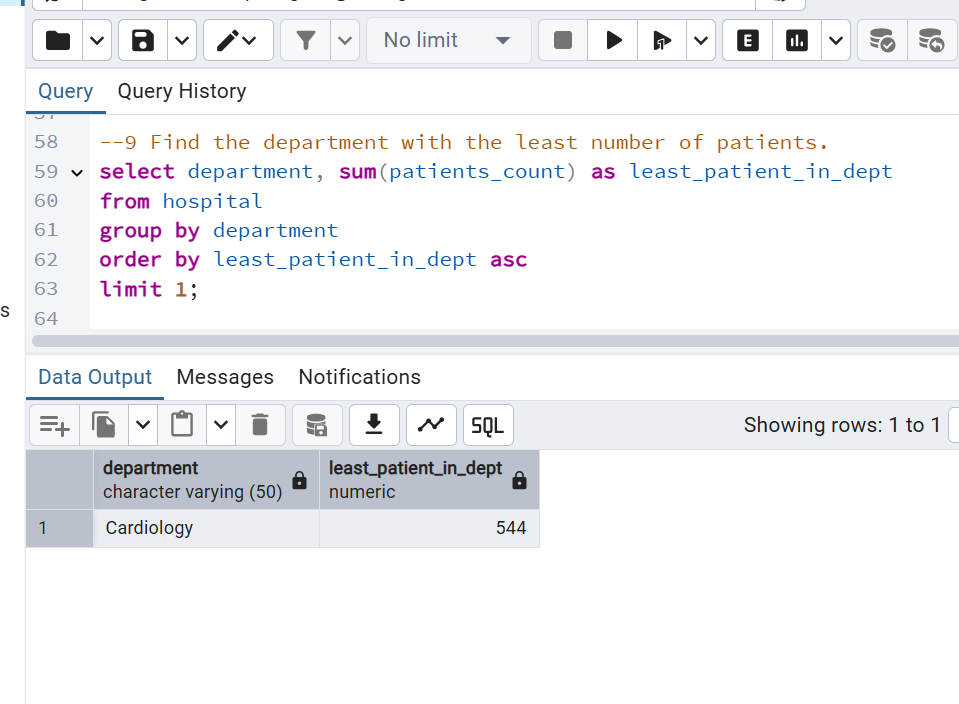 No limit
E
Query Query History
58 --9 Find the department with the least number of patients.
59 select department, sum(patients_count) as least_patient_in_dept
60 from hospital
61 group by department
62 order by least_patient_in_dept asc
63 limit 1;
64
s
Data Output Messages Notifications
SQL
Showing rows: 1 to 1
department least_patient_in_dept
character varying (50) numeric
1 Cardiology 544